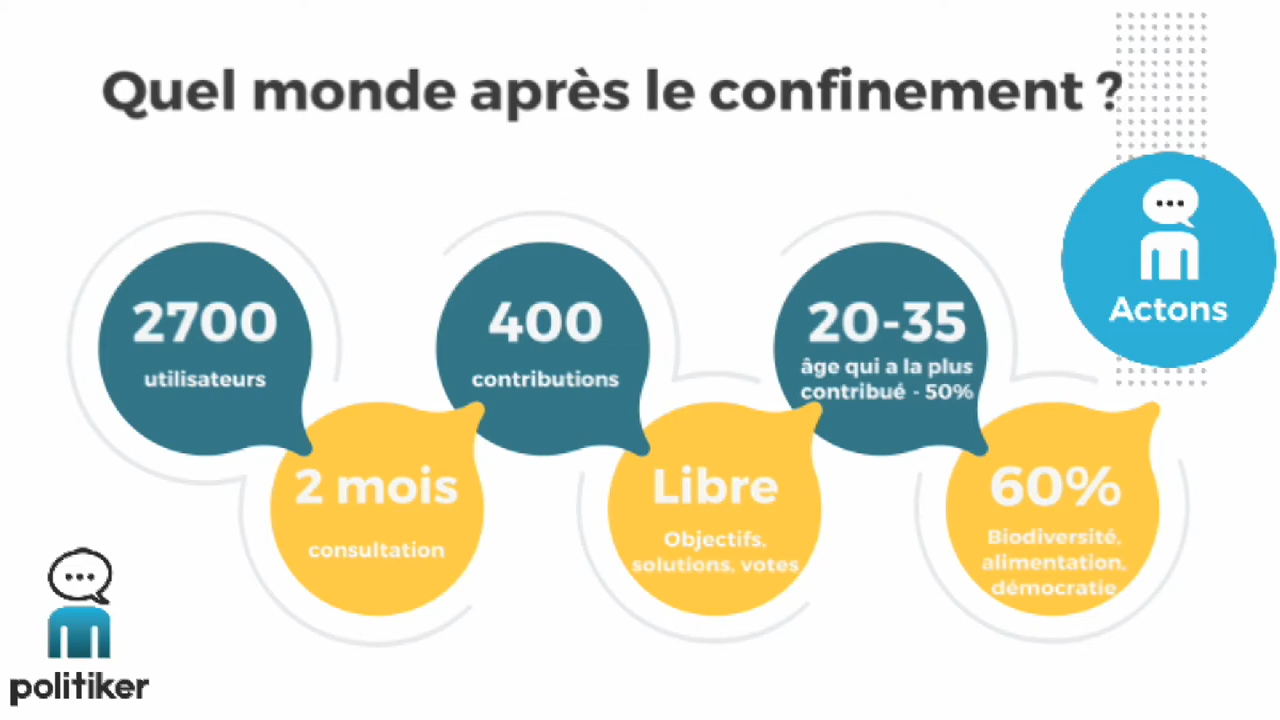 Quel monde après le confinement ?
2700
utilisateurs
2 mois
consultation
400
contributions
Libre
Objectifs,
solutions, votes
20-35
âge qui a la plus
contribué - 50%
60%
Biodiversité,
alimentation,
démocratie
Actons
politiker